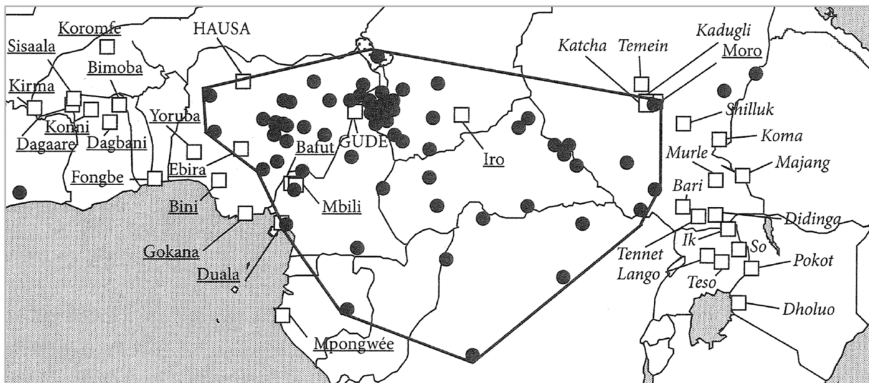 Koromfe
HAUSA
Sisaala
Bimoba
Kirma
Konni
Dagaare
Dagbani
Yoruba
Ebira
Fongbe
Bini
Gokana
Duala
Mpongwée
Bafut
Mbili
GUDE
Iro
Katcha
Temein
Kadugli
Moro
Shilluk
Koma
Murle
Majang
Bari
Didinga
Tennet
Ik
So
Lango
Teso
Pokot
Dholuo